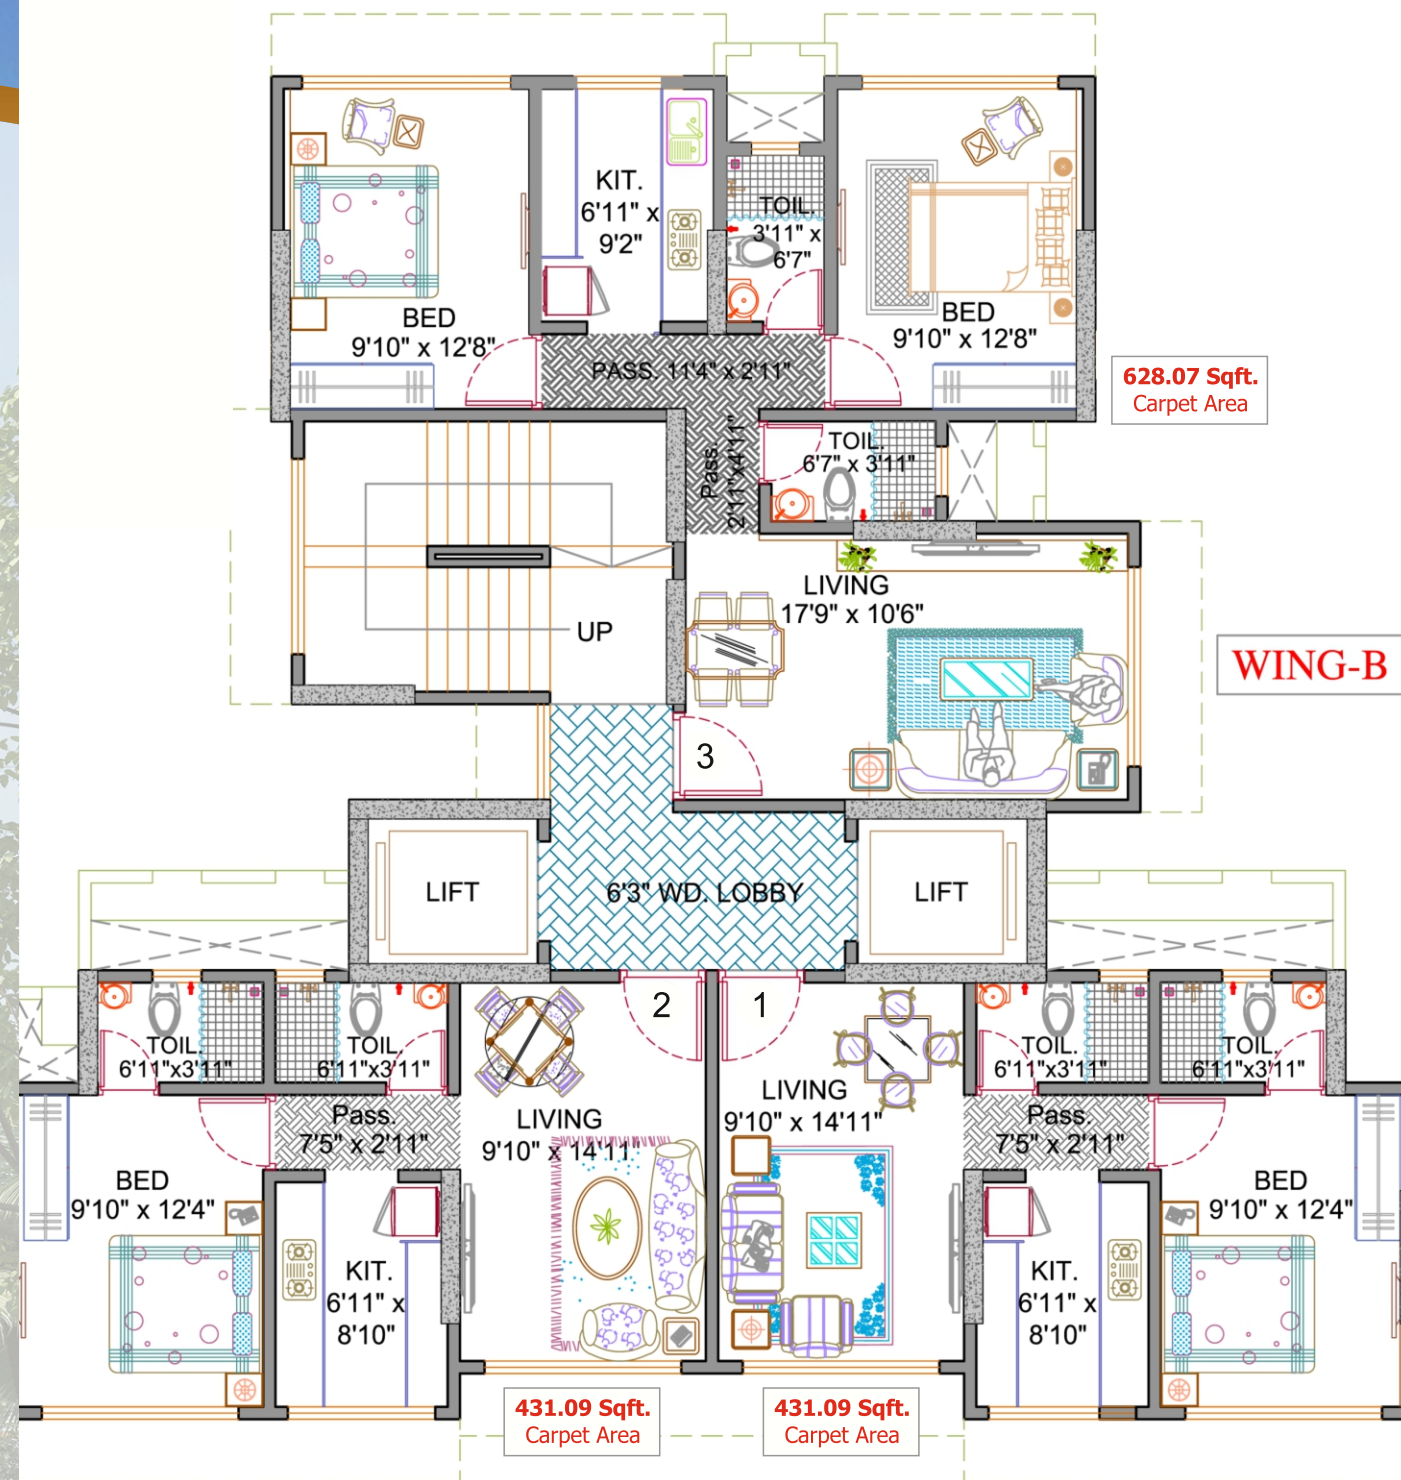 KIT.
6'11" x
9'2"
TOIL.
3'11" x
6'7"
BED
9'10" x 12'8"
BED
9'10" x 12'8"
PASS. 11'4" x 2'11"
628.07 Sqft.
Carpet Area
Pass.
2'11"x4'11"
TOIL.
6'7" x 3'11"
LIVING
17'9" x 10'6"
UP
WING-B
3
LIFT
6'3" WD. LOBBY
LIFT
2
1
TOIL.
6'11"x3'11"
TOIL.
6'11"x3'11"
TOIL.
6'11"x3'11"
TOIL.
6'11"x3'11"
Pass.
7'5" x 2'11"
LIVING
9'10" x 14'11"
LIVING
9'10" x 14'11"
Pass.
7'5" x 2'11"
BED
9'10" x 12'4"
BED
9'10" x 12'4"
KIT.
6'11" x
8'10"
KIT.
6'11" x
8'10"
431.09 Sqft.
Carpet Area
431.09 Sqft.
Carpet Area